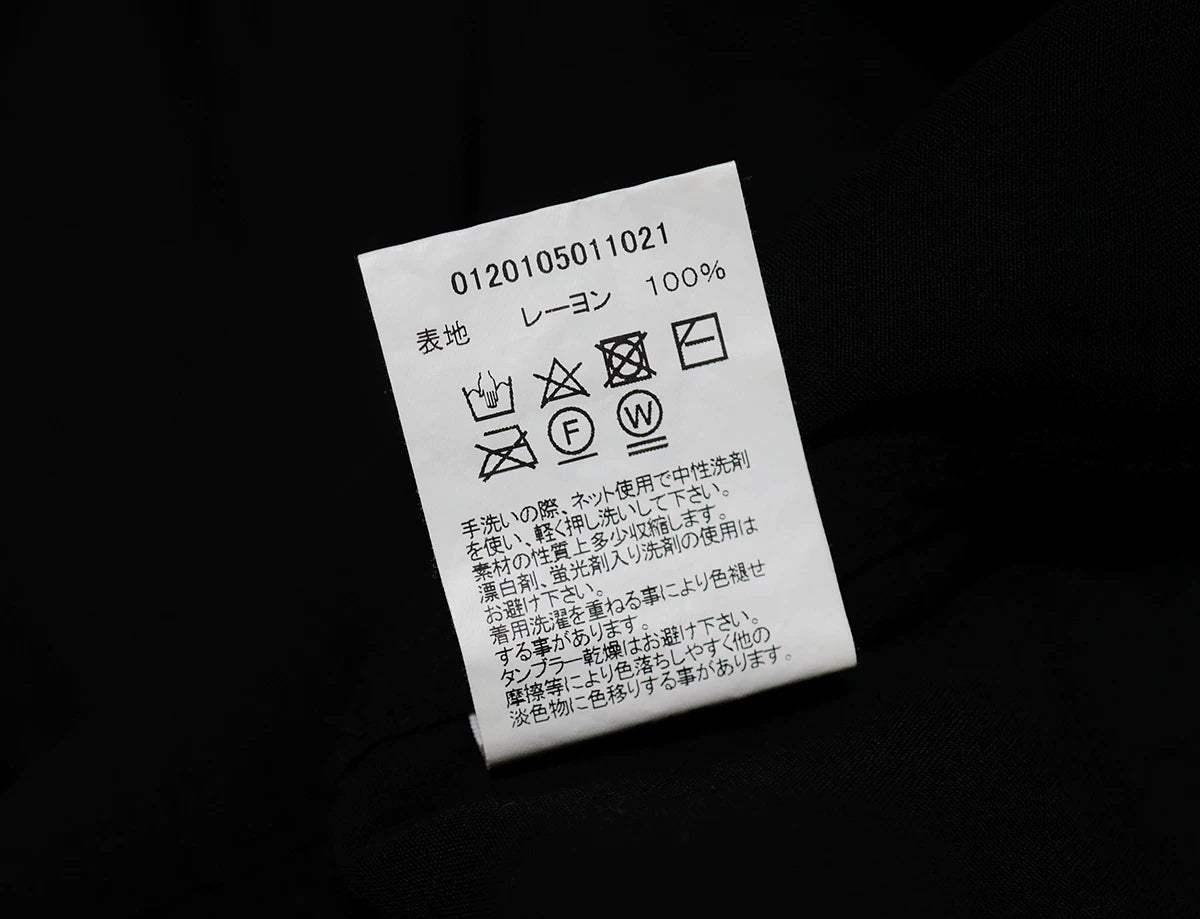 0120105011021
表地 レーヨン 100%
F W
手洗いの際、ネット使用で中性洗剤
を使い、軽く押し洗いして下さい。
素材の性質上多少収縮します。
漂白剤、蛍光剤入り洗剤の使用は
お避け下さい。
着用洗濯を重ねる事により色褪せ
する事があります。
タンブラー乾燥はお避け下さい。
摩擦等により色落ちしやすく他の
淡色物に色移りする事があります。